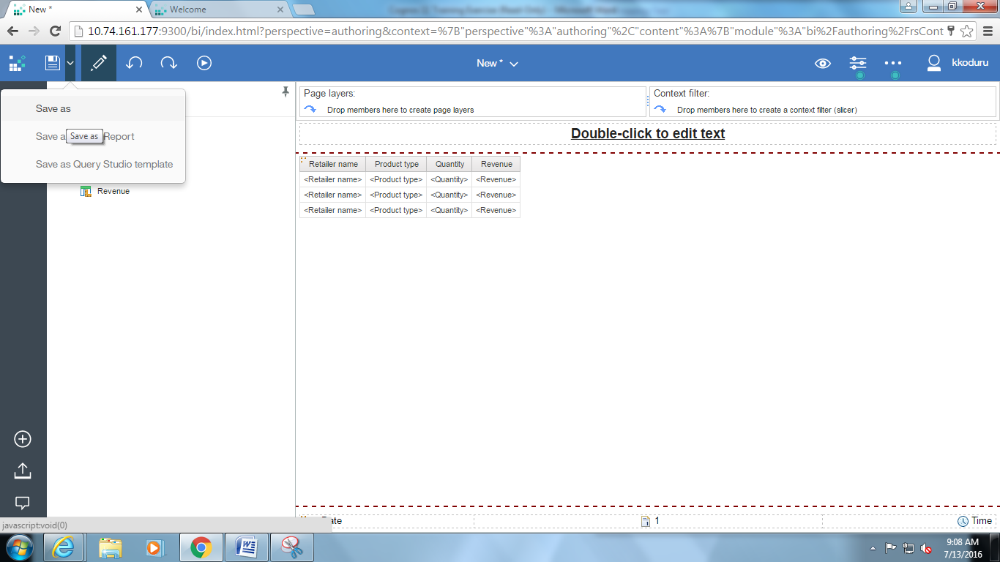 New *
Welcome
10.74.161.177:9300/bi/index.html?perspective=authoring&context=%7B"perspective"%3A"authoring"%2C"content"%3A%7B"module"%3A"bi%2Fauthoring%2FrsCont
New *
kkoduru
Save as
Save a
Save as
Report
Save as Query Studio template
Revenue
Page layers:
Drop members here to create page layers
Context filter:
Drop members here to create a context filter (slicer)
Double-click to edit text
Retailer name Product type Quantity Revenue
<Retailer name> <Product type> <Quantity> <Revenue>
<Retailer name> <Product type> <Quantity> <Revenue>
<Retailer name> <Product type> <Quantity> <Revenue>
javascript:void(0)
1
Time
9:08 AM
7/13/2016